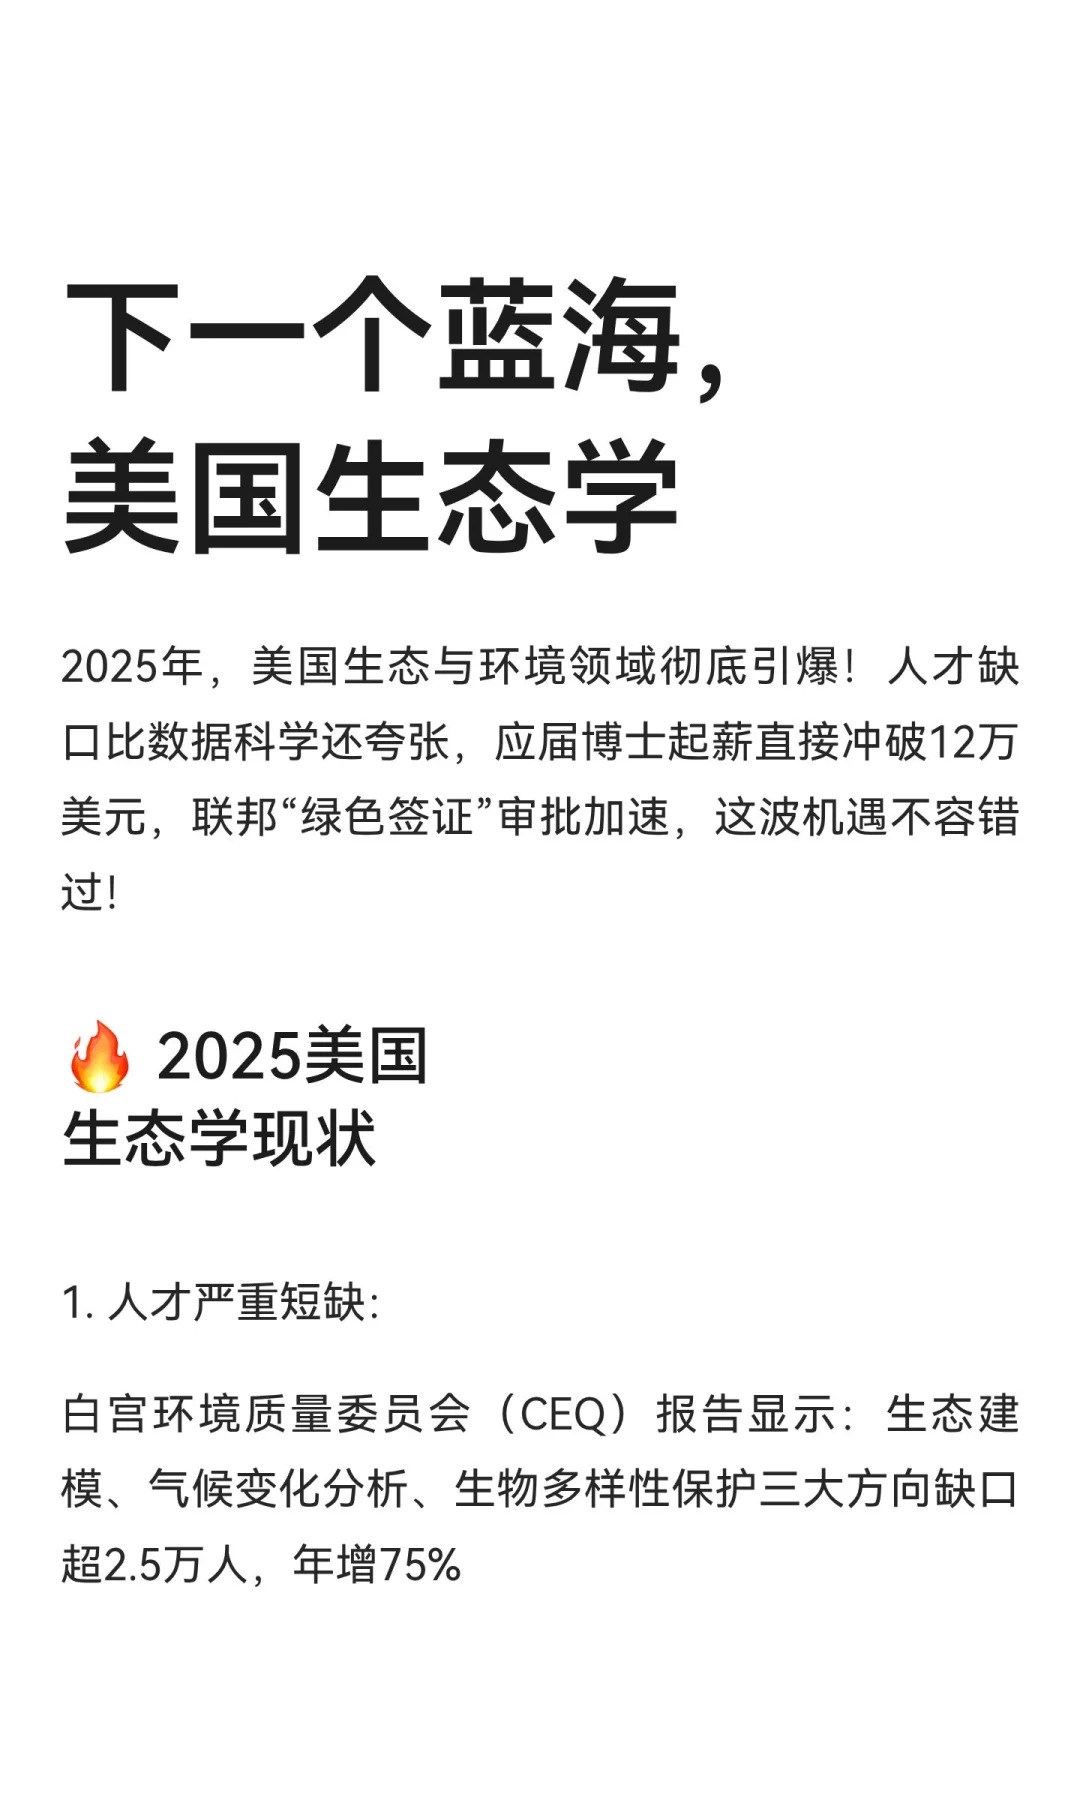 下一个蓝海，
美国生态学
2025年，美国生态与环境领域彻底引爆！人才缺
口比数据科学还夸张，应届博士起薪直接冲破12万
美元，联邦“绿色签证”审批加速，这波机遇不容错
过！
🔥 2025美国
生态学现状
1. 人才严重短缺：
白宫环境质量委员会（CEQ）报告显示：生态建
模、气候变化分析、生物多样性保护三大方向缺口
超2.5万人，年增75%